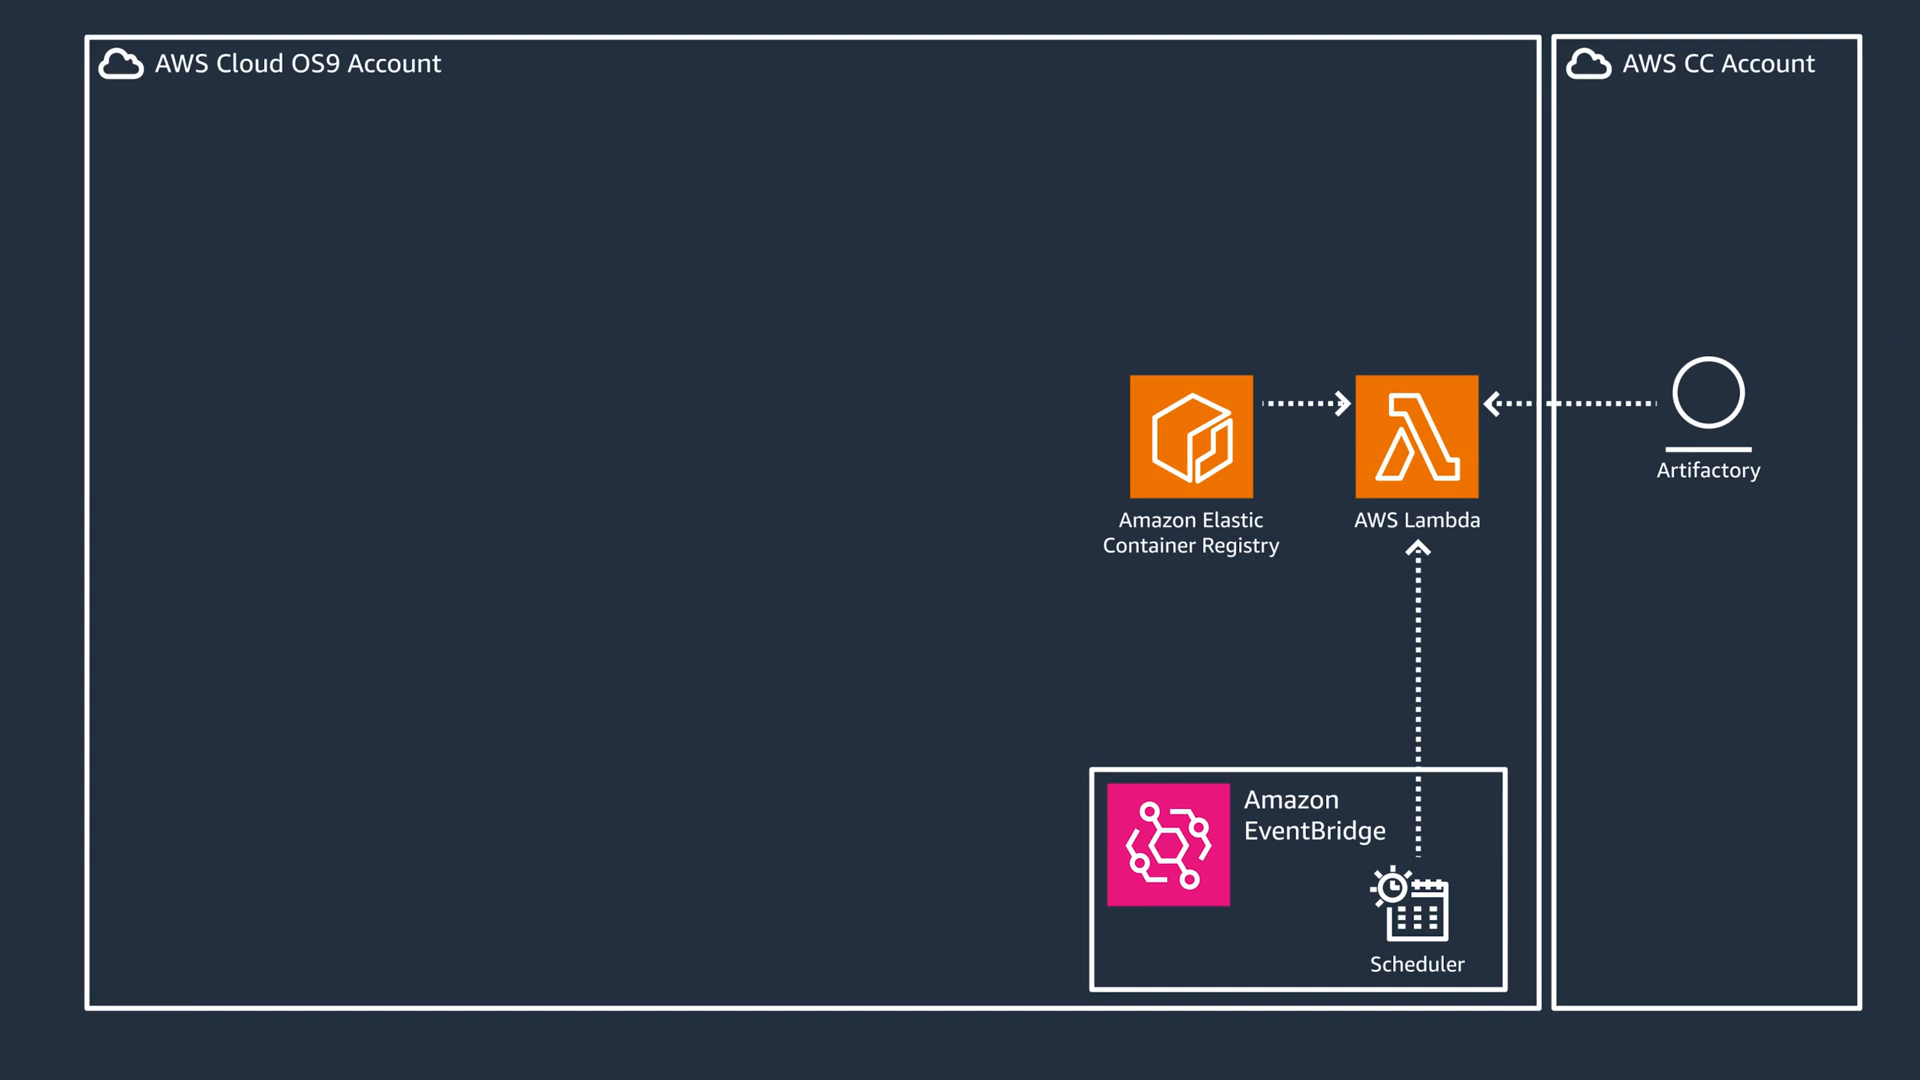 AWS Cloud OS9 Account
AWS CC Account
Amazon Elastic
Container Registry
AWS Lambda
Artifactory
Amazon
EventBridge
Scheduler